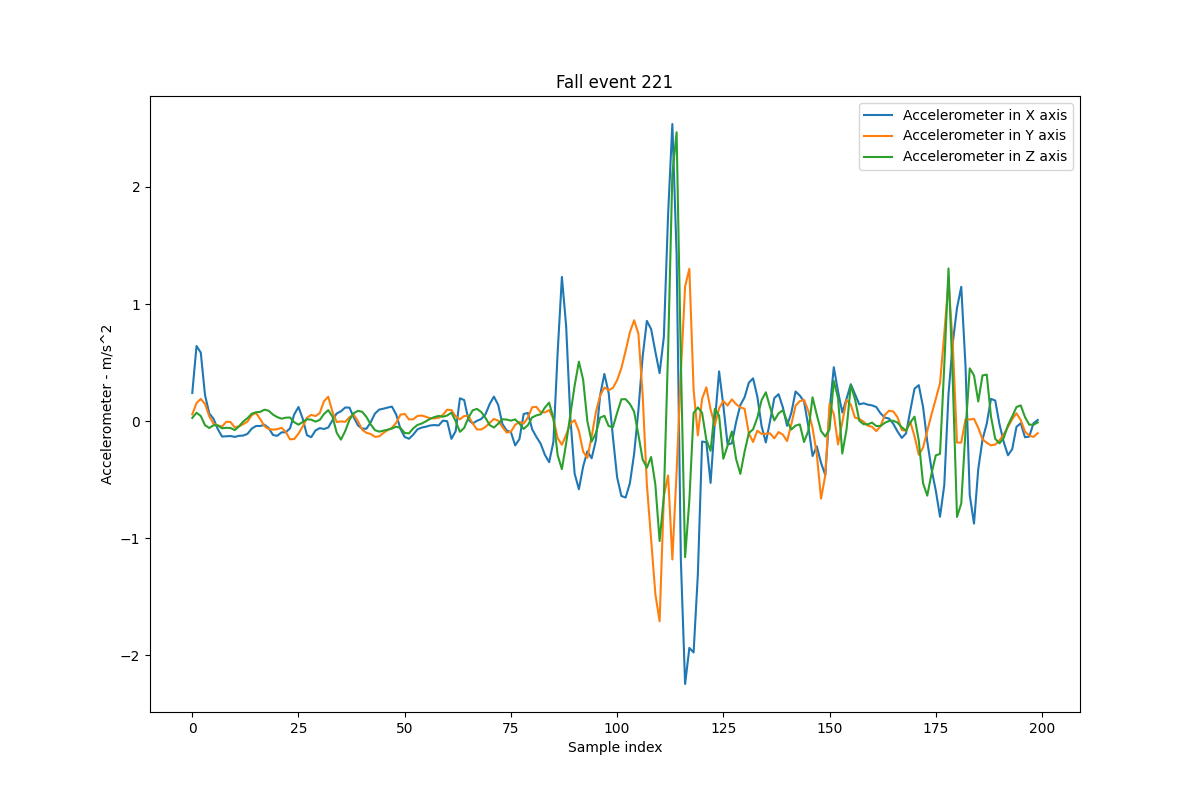 Fall event 221
Accelerometer in X axis
Accelerometer in Y axis
Accelerometer in Z axis
Accelerometer - m/s^2
2
1
0
−1
−2
0 25 50 75 100 125 150 175 200
Sample index